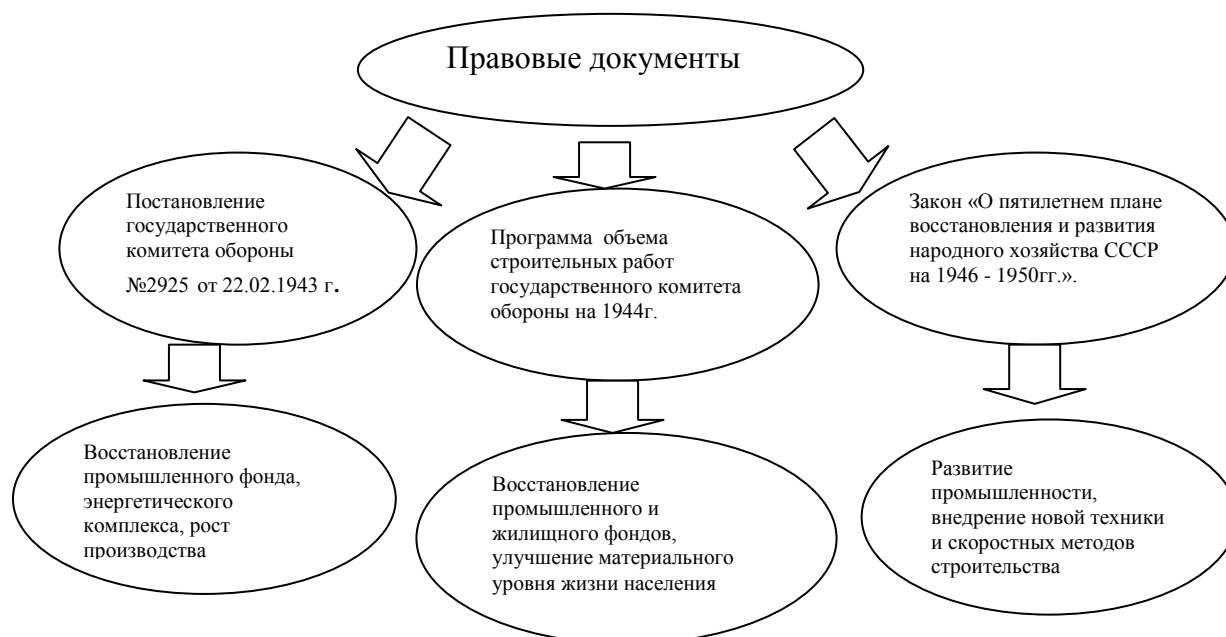 Правовые документы
Постановление
государственного
комитета обороны
№2925 от 22.02.1943 г.
Программа объема
строительных работ
государственного комитета
обороны на 1944г.
Закон «О пятилетнем плане
восстановления и развития
народного хозяйства СССР
на 1946 - 1950гг.».
Восстановление
промышленного фонда,
энергетического
комплекса, рост
производства
Восстановление
промышленного и
жилищного фондов,
улучшение материального
уровня жизни населения
Развитие
промышленности,
внедрение новой техники
и скоростных методов
строительства